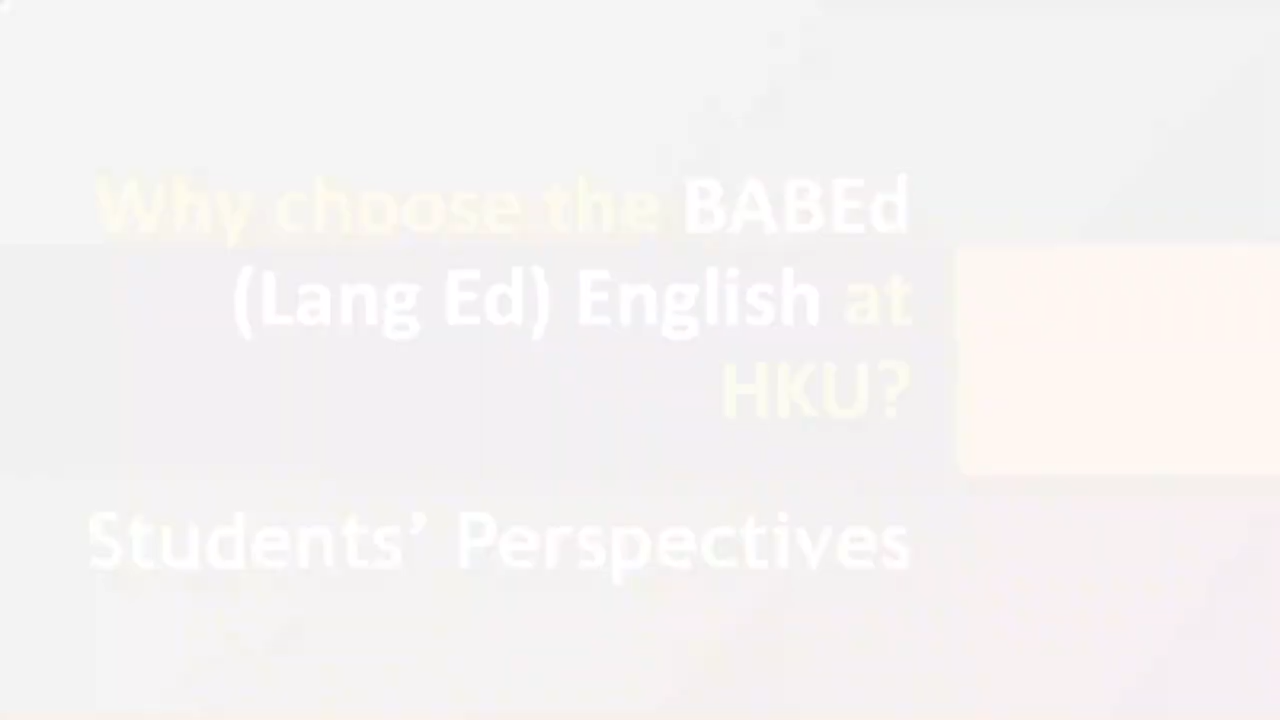 Why choose the BABEd
(Lang Ed) English at
HKU?
Students' Perspectives